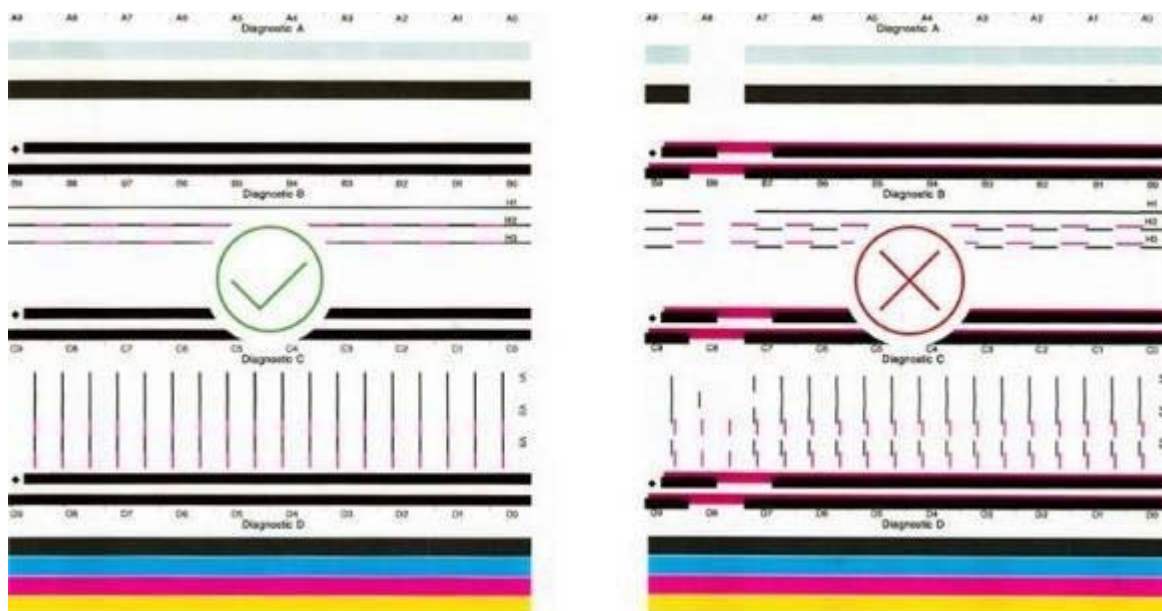 A9 A8 A7 A6 A5 A4 A3 A2 A1 A0
Diagnostic A
B9 B8 B7 B6 B5 B4 B3 B2 B1 B0
Diagnostic B
H1
H2
H3
C9 C8 C7 C6 C5 C4 C3 C2 C1 C0
Diagnostic C
D9 D8 D7 D6 D5 D4 D3 D2 D1 D0
Diagnostic D
A9 A8 A7 A6 A5 A4 A3 A2 A1 A0
Diagnostic A
B9 B8 B7 B6 B5 B4 B3 B2 B1 B0
Diagnostic B
H1
H2
H3
C9 C8 C7 C6 C5 C4 C3 C2 C1 C0
Diagnostic C
D9 D8 D7 D6 D5 D4 D3 D2 D1 D0
Diagnostic D